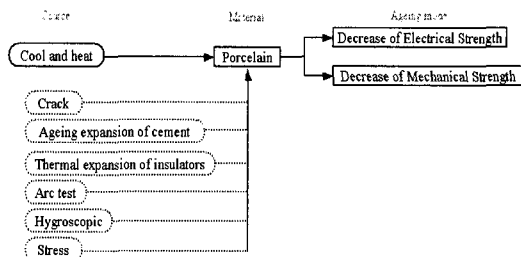 Source Material Ageing mode
Cool and heat
Porcelain
Decrease of Electrical Strength
Decrease of Mechanical Strength
Crack
Ageing expansion of cement
Thermal expansion of insulators
Arc test
Hygroscopic
Stress